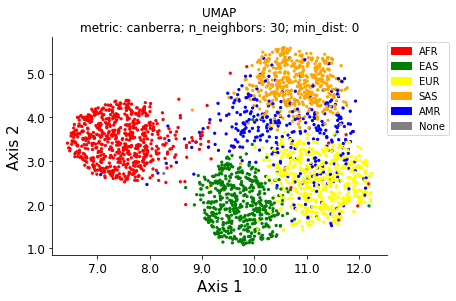 UMAP
metric: canberra; n_neighbors: 30; min_dist: 0
AFR
EAS
EUR
SAS
AMR
None
Axis 2
5.0
4.0
3.0
2.0
1.0
7.0 8.0 9.0 10.0 11.0 12.0
Axis 1